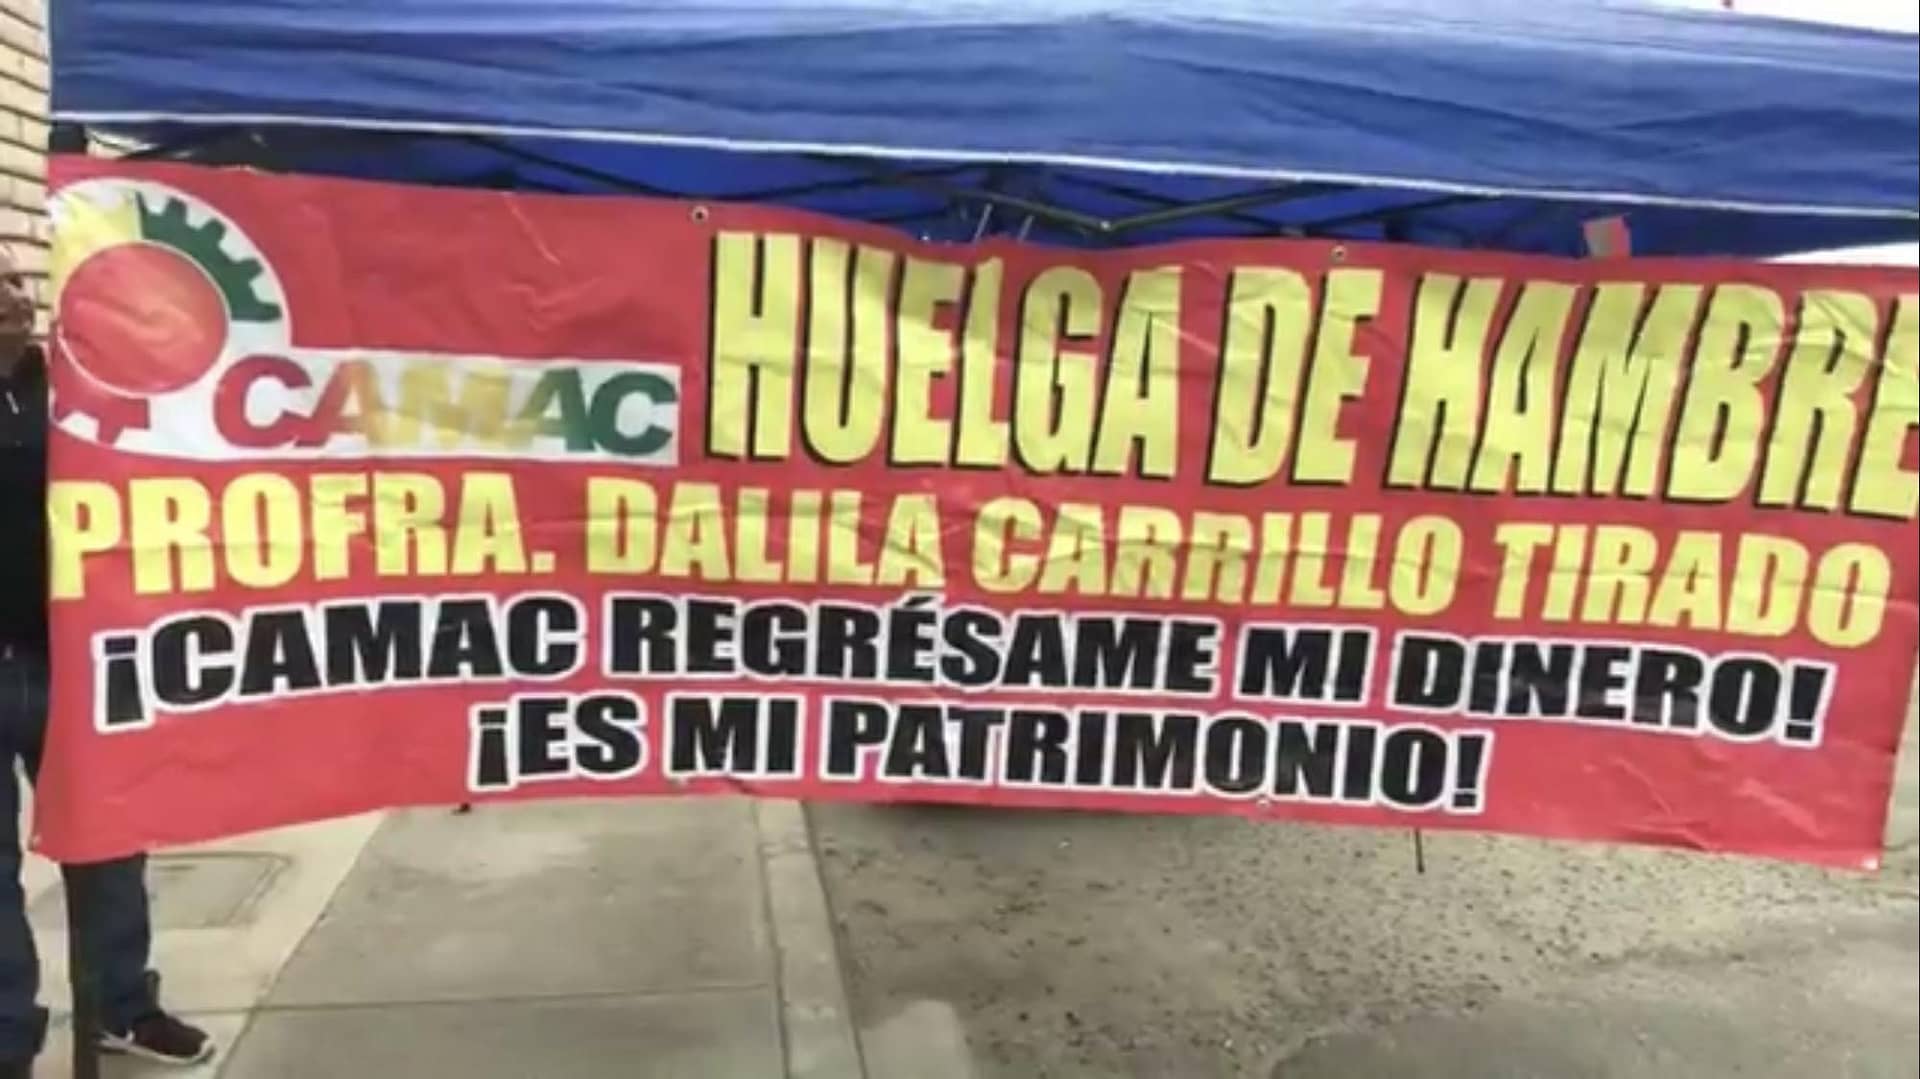 CAMAC
HUELGA DE HAMBRE
PROFRA. DALILA CARRILLO TIRADO
¡CAMAC REGRÉSAME MI DINERO!
¡ES MI PATRIMONIO!